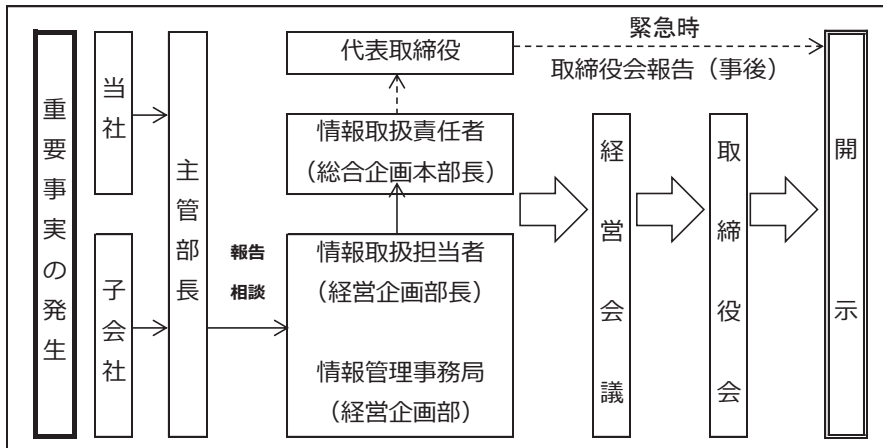 重要事実の発生
当社
子会社
主管部長
報告
相談
代表取締役
情報取扱責任者
（総合企画本部長）
情報取扱担当者
（経営企画部長）
情報管理事務局
（経営企画部）
緊急時
取締役会報告（事後）
経営会議
取締役会
開示